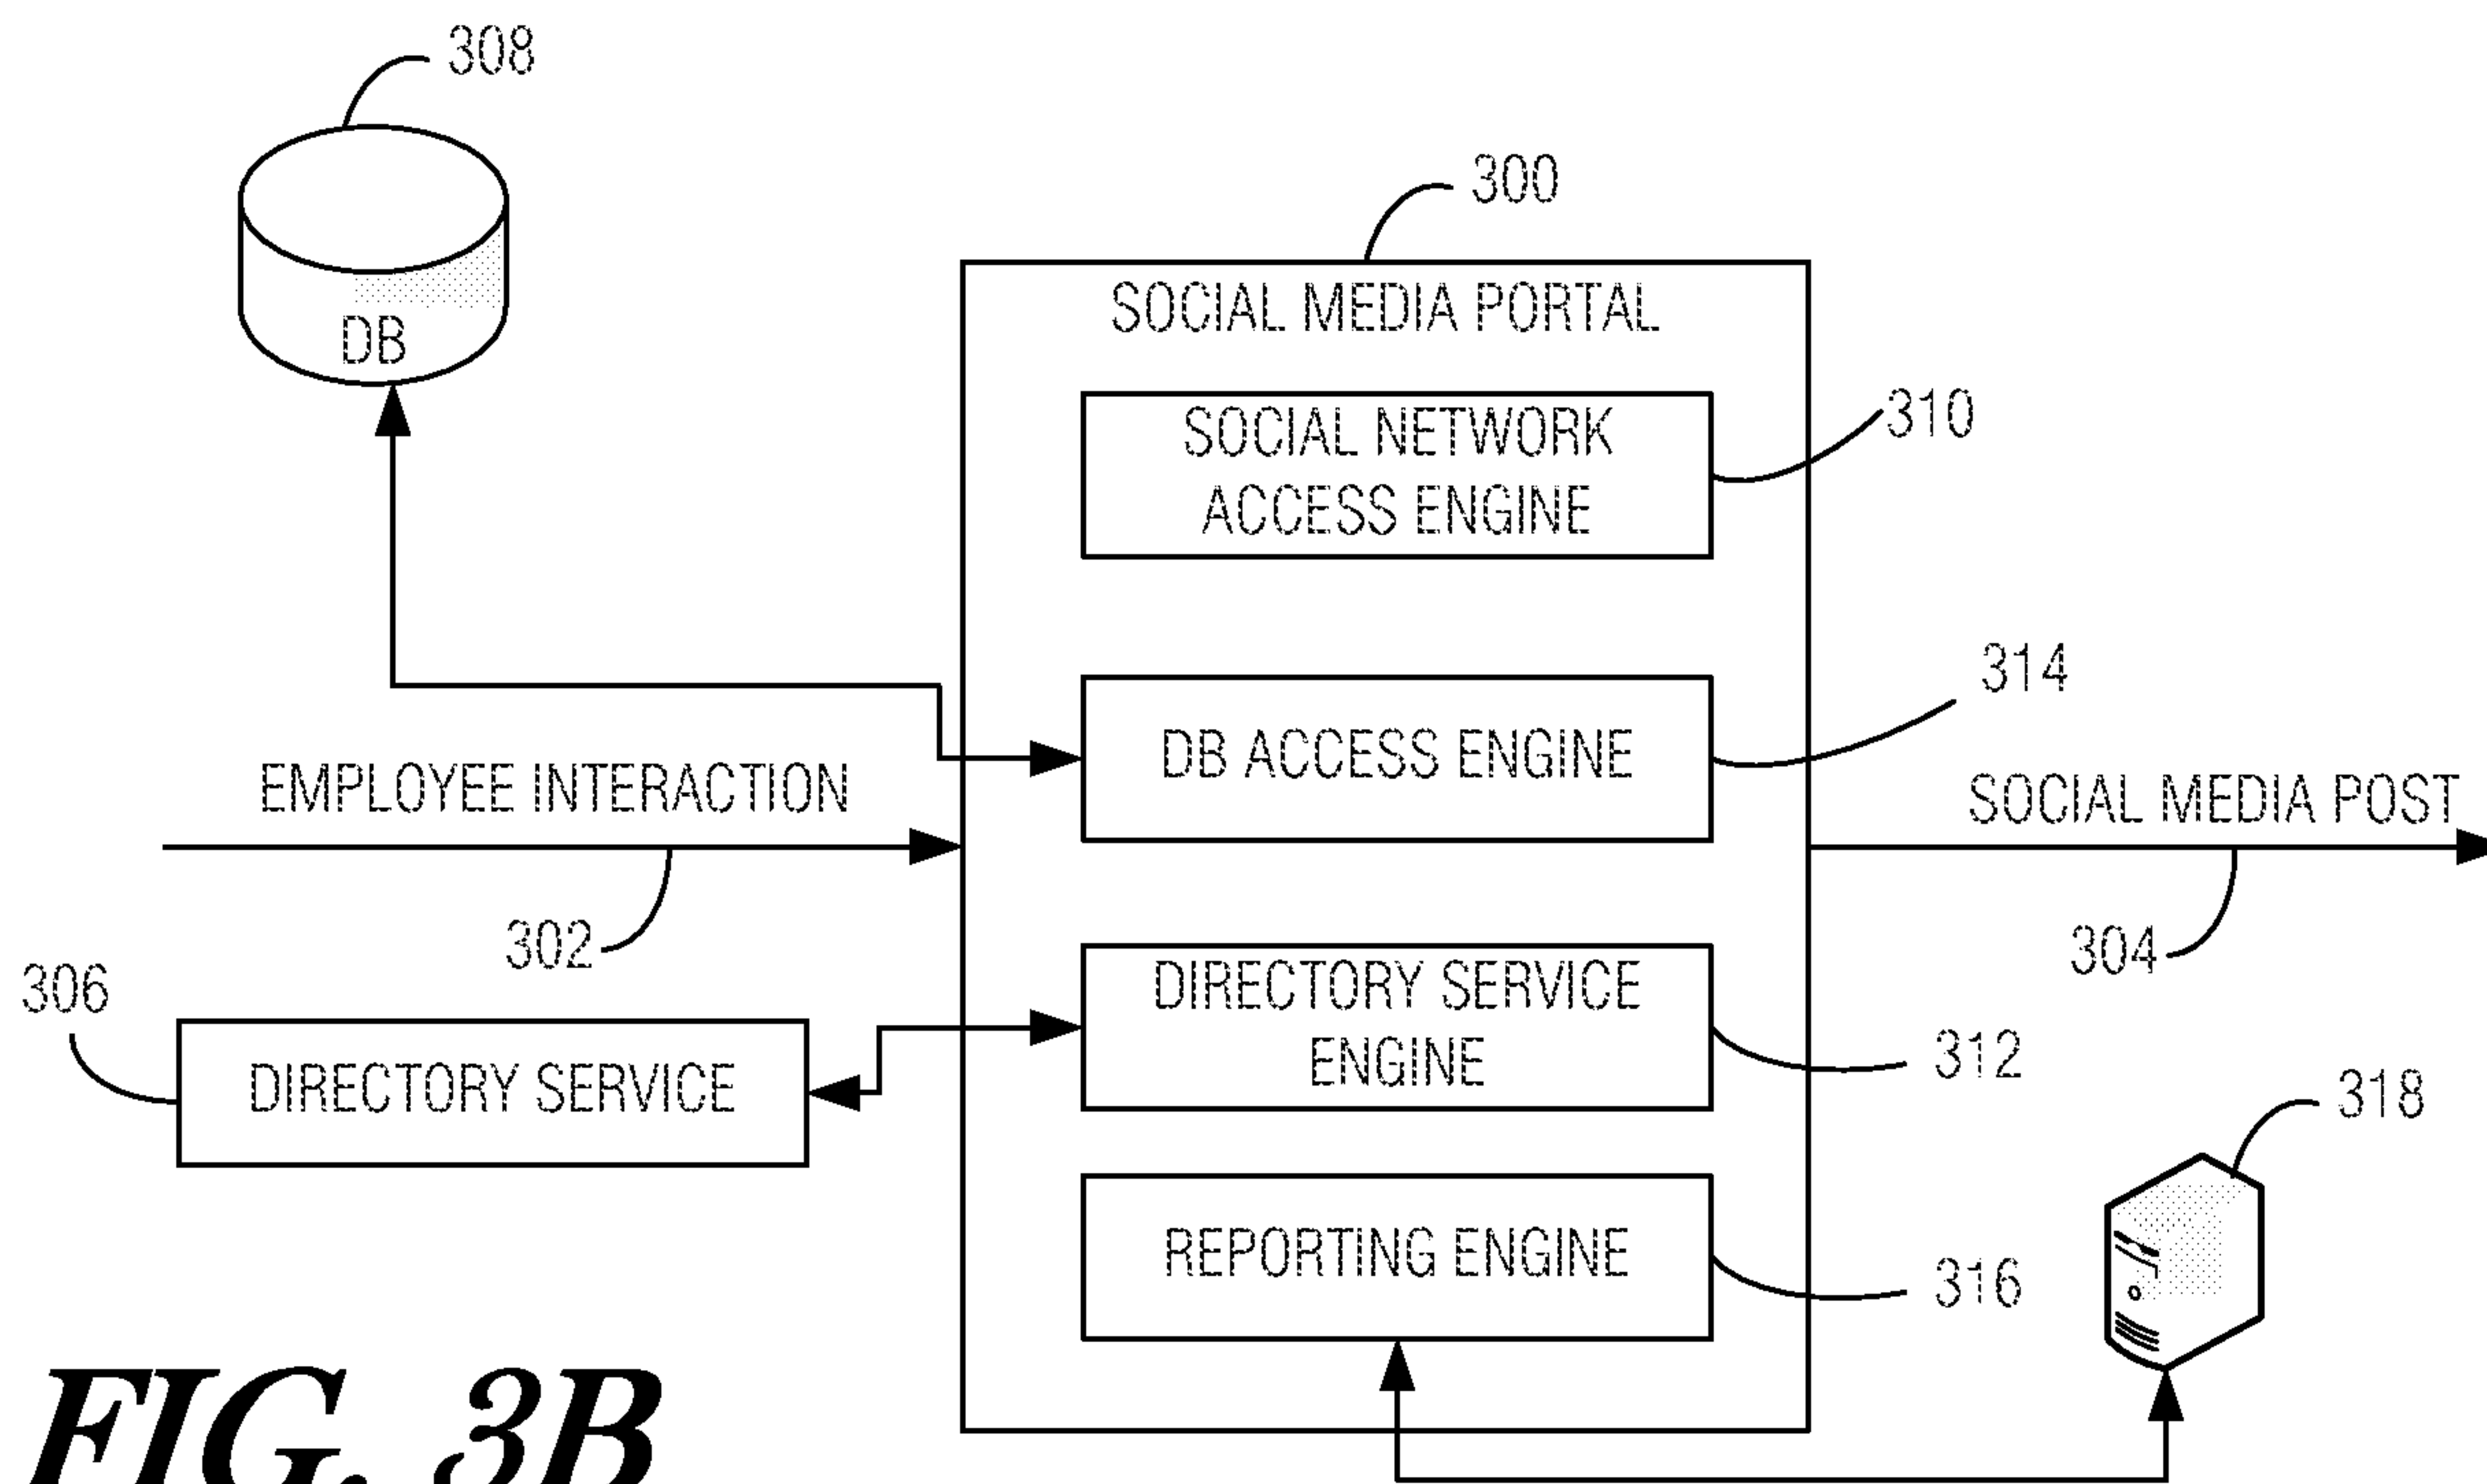 308
300
SOCIAL MEDIA PORTAL
DB
SOCIAL NETWORK
ACCESS ENGINE
310
314
DB ACCESS ENGINE
EMPLOYEE INTERACTION
SOCIAL MEDIA POST
302
304
306
DIRECTORY SERVICE
ENGINE
312
DIRECTORY SERVICE
318
REPORTING ENGINE
316
FIG. 3B